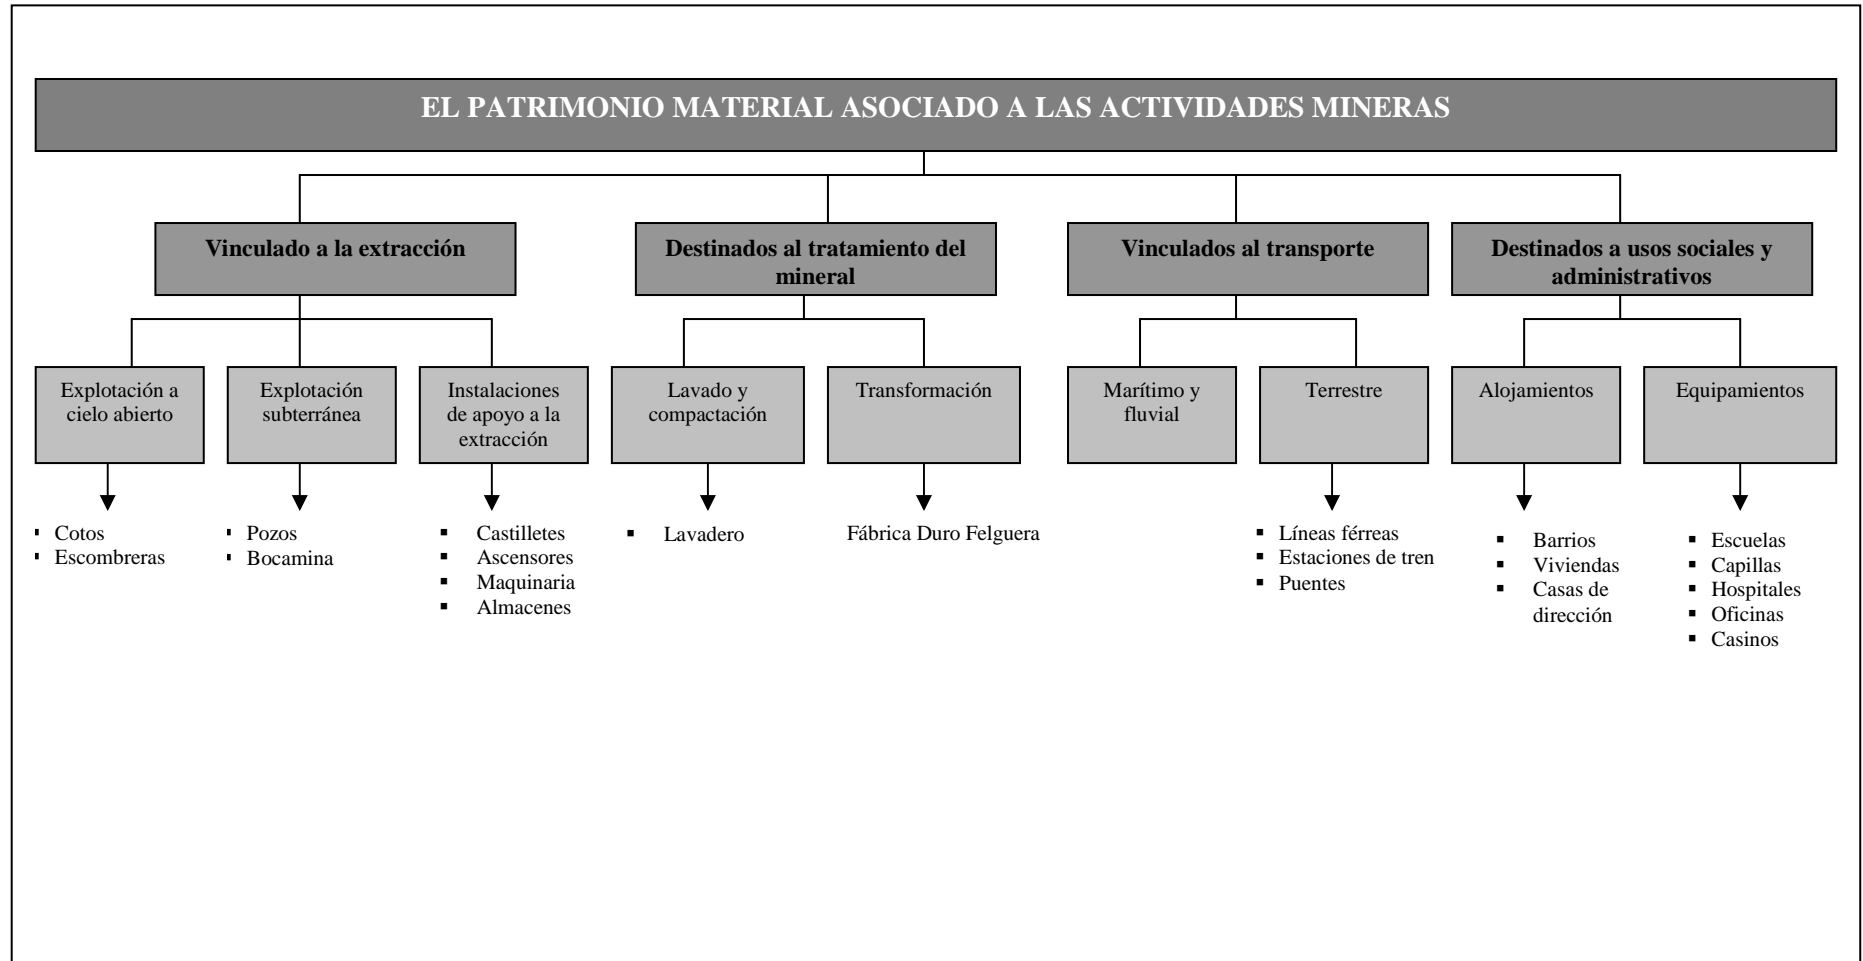 EL PATRIMONIO MATERIAL ASOCIADO A LAS ACTIVIDADES MINERAS
Vinculado a la extracción
Destinados al tratamiento del
mineral
Vinculados al transporte
Destinados a usos sociales y
administrativos
Explotación a
cielo abierto
Explotación
subterránea
Instalaciones
de apoyo a la
extracción
Lavado y
compactación
Transformación
Marítimo y
fluvial
Terrestre
Alojamientos
Equipamientos
Cotos
Escombreras
Pozos
Bocamina
Castilletes
Ascensores
Maquinaria
Almacenes
Lavadero
Fábrica Duro Felguera
Líneas férreas
Estaciones de tren
Puentes
Barrios
Viviendas
Casas de
dirección
Escuelas
Capillas
Hospitales
Oficinas
Casinos